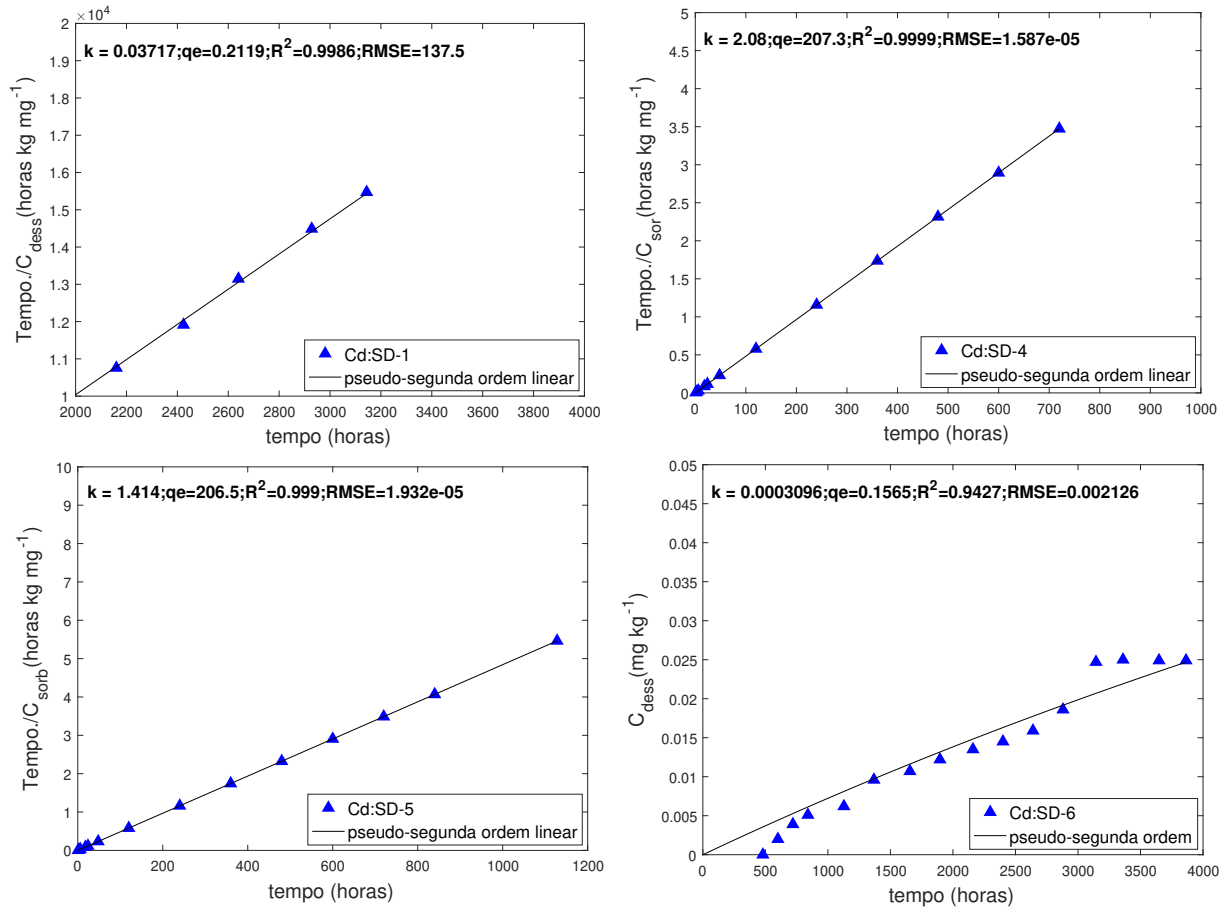 ×10⁴
k = 0.03717;qe=0.2119;R²=0.9986;RMSE=137.5
2
1.9
1.8
1.7
1.6
1.5
1.4
1.3
1.2
1.1
1
Tempo./C_dess(horas kg mg⁻¹)
Cd:SD-1
pseudo-segunda ordem linear
2000 2200 2400 2600 2800 3000 3200 3400 3600 3800 4000
tempo (horas)
k = 2.08;qe=207.3;R²=0.9999;RMSE=1.587e-05
5
4.5
4
3.5
3
2.5
2
1.5
1
0.5
0
Tempo./C_sor(horas kg mg⁻¹)
Cd:SD-4
pseudo-segunda ordem linear
0 100 200 300 400 500 600 700 800 900 1000
tempo (horas)
k = 1.414;qe=206.5;R²=0.999;RMSE=1.932e-05
10
9
8
7
6
5
4
3
2
1
0
Tempo./C_sorb(horas kg mg⁻¹)
Cd:SD-5
pseudo-segunda ordem linear
0 200 400 600 800 1000 1200
tempo (horas)
k = 0.0003096;qe=0.1565;R²=0.9427;RMSE=0.002126
0.05
0.045
0.04
0.035
0.03
0.025
0.02
0.015
0.01
0.005
0
C_dess(mg kg⁻¹)
Cd:SD-6
pseudo-segunda ordem
0 500 1000 1500 2000 2500 3000 3500 4000
tempo (horas)